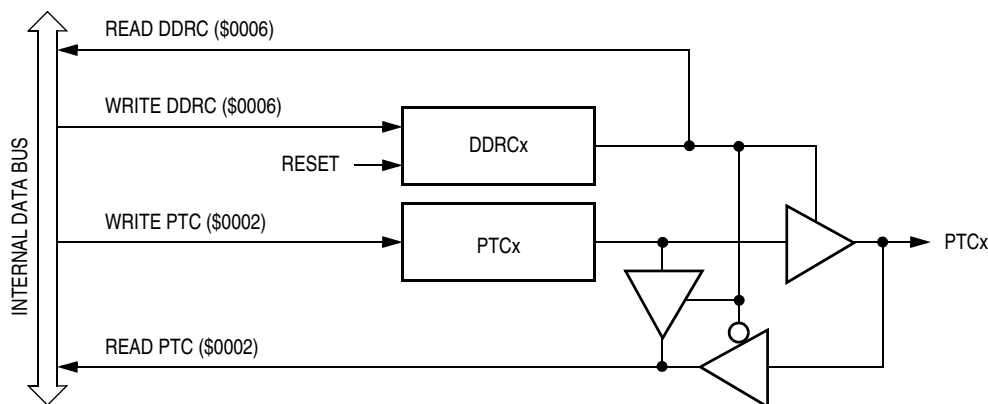 READ DDRC ($0006)
WRITE DDRC ($0006)
DDRCx
RESET
WRITE PTC ($0002)
PTCx
PTCx
READ PTC ($0002)
INTERNAL DATA BUS